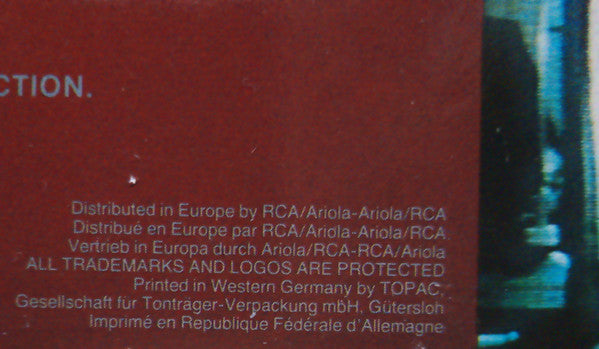 CTION.
Distributed in Europe by RCA/Ariola-Ariola/RCA
Distribué en Europe par RCA/Ariola-Ariola/RCA
Vertrieb in Europa durch Ariola/RCA-RCA/Ariola
ALL TRADEMARKS AND LOGOS ARE PROTECTED
Printed in Western Germany by TOPAC,
Gesellschaft für Tonträger-Verpackung mbH, Gütersloh
Imprimé en Republique Fédérale d'Allemagne